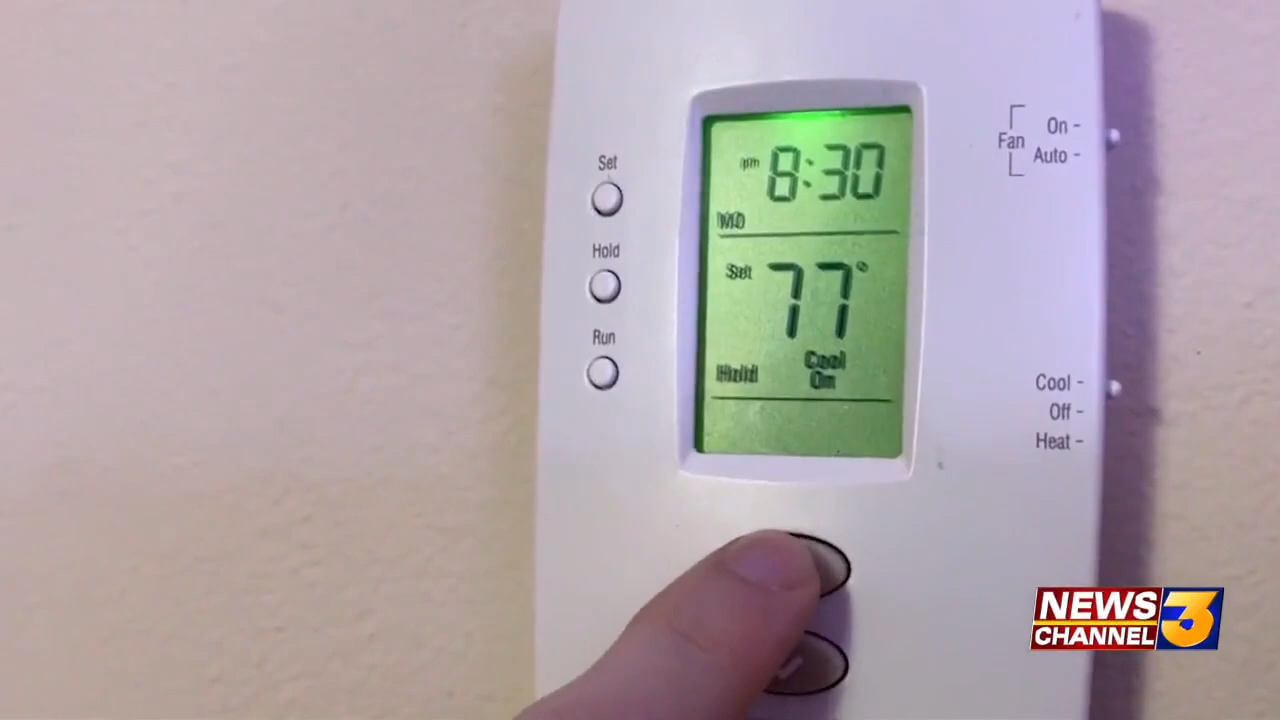 Set
Hold
Run
pm 8:30
MO
Set 77°
Hold
Cool
On
Fan
On -
Auto -
Cool -
Off -
Heat -
NEWS
CHANNEL 3